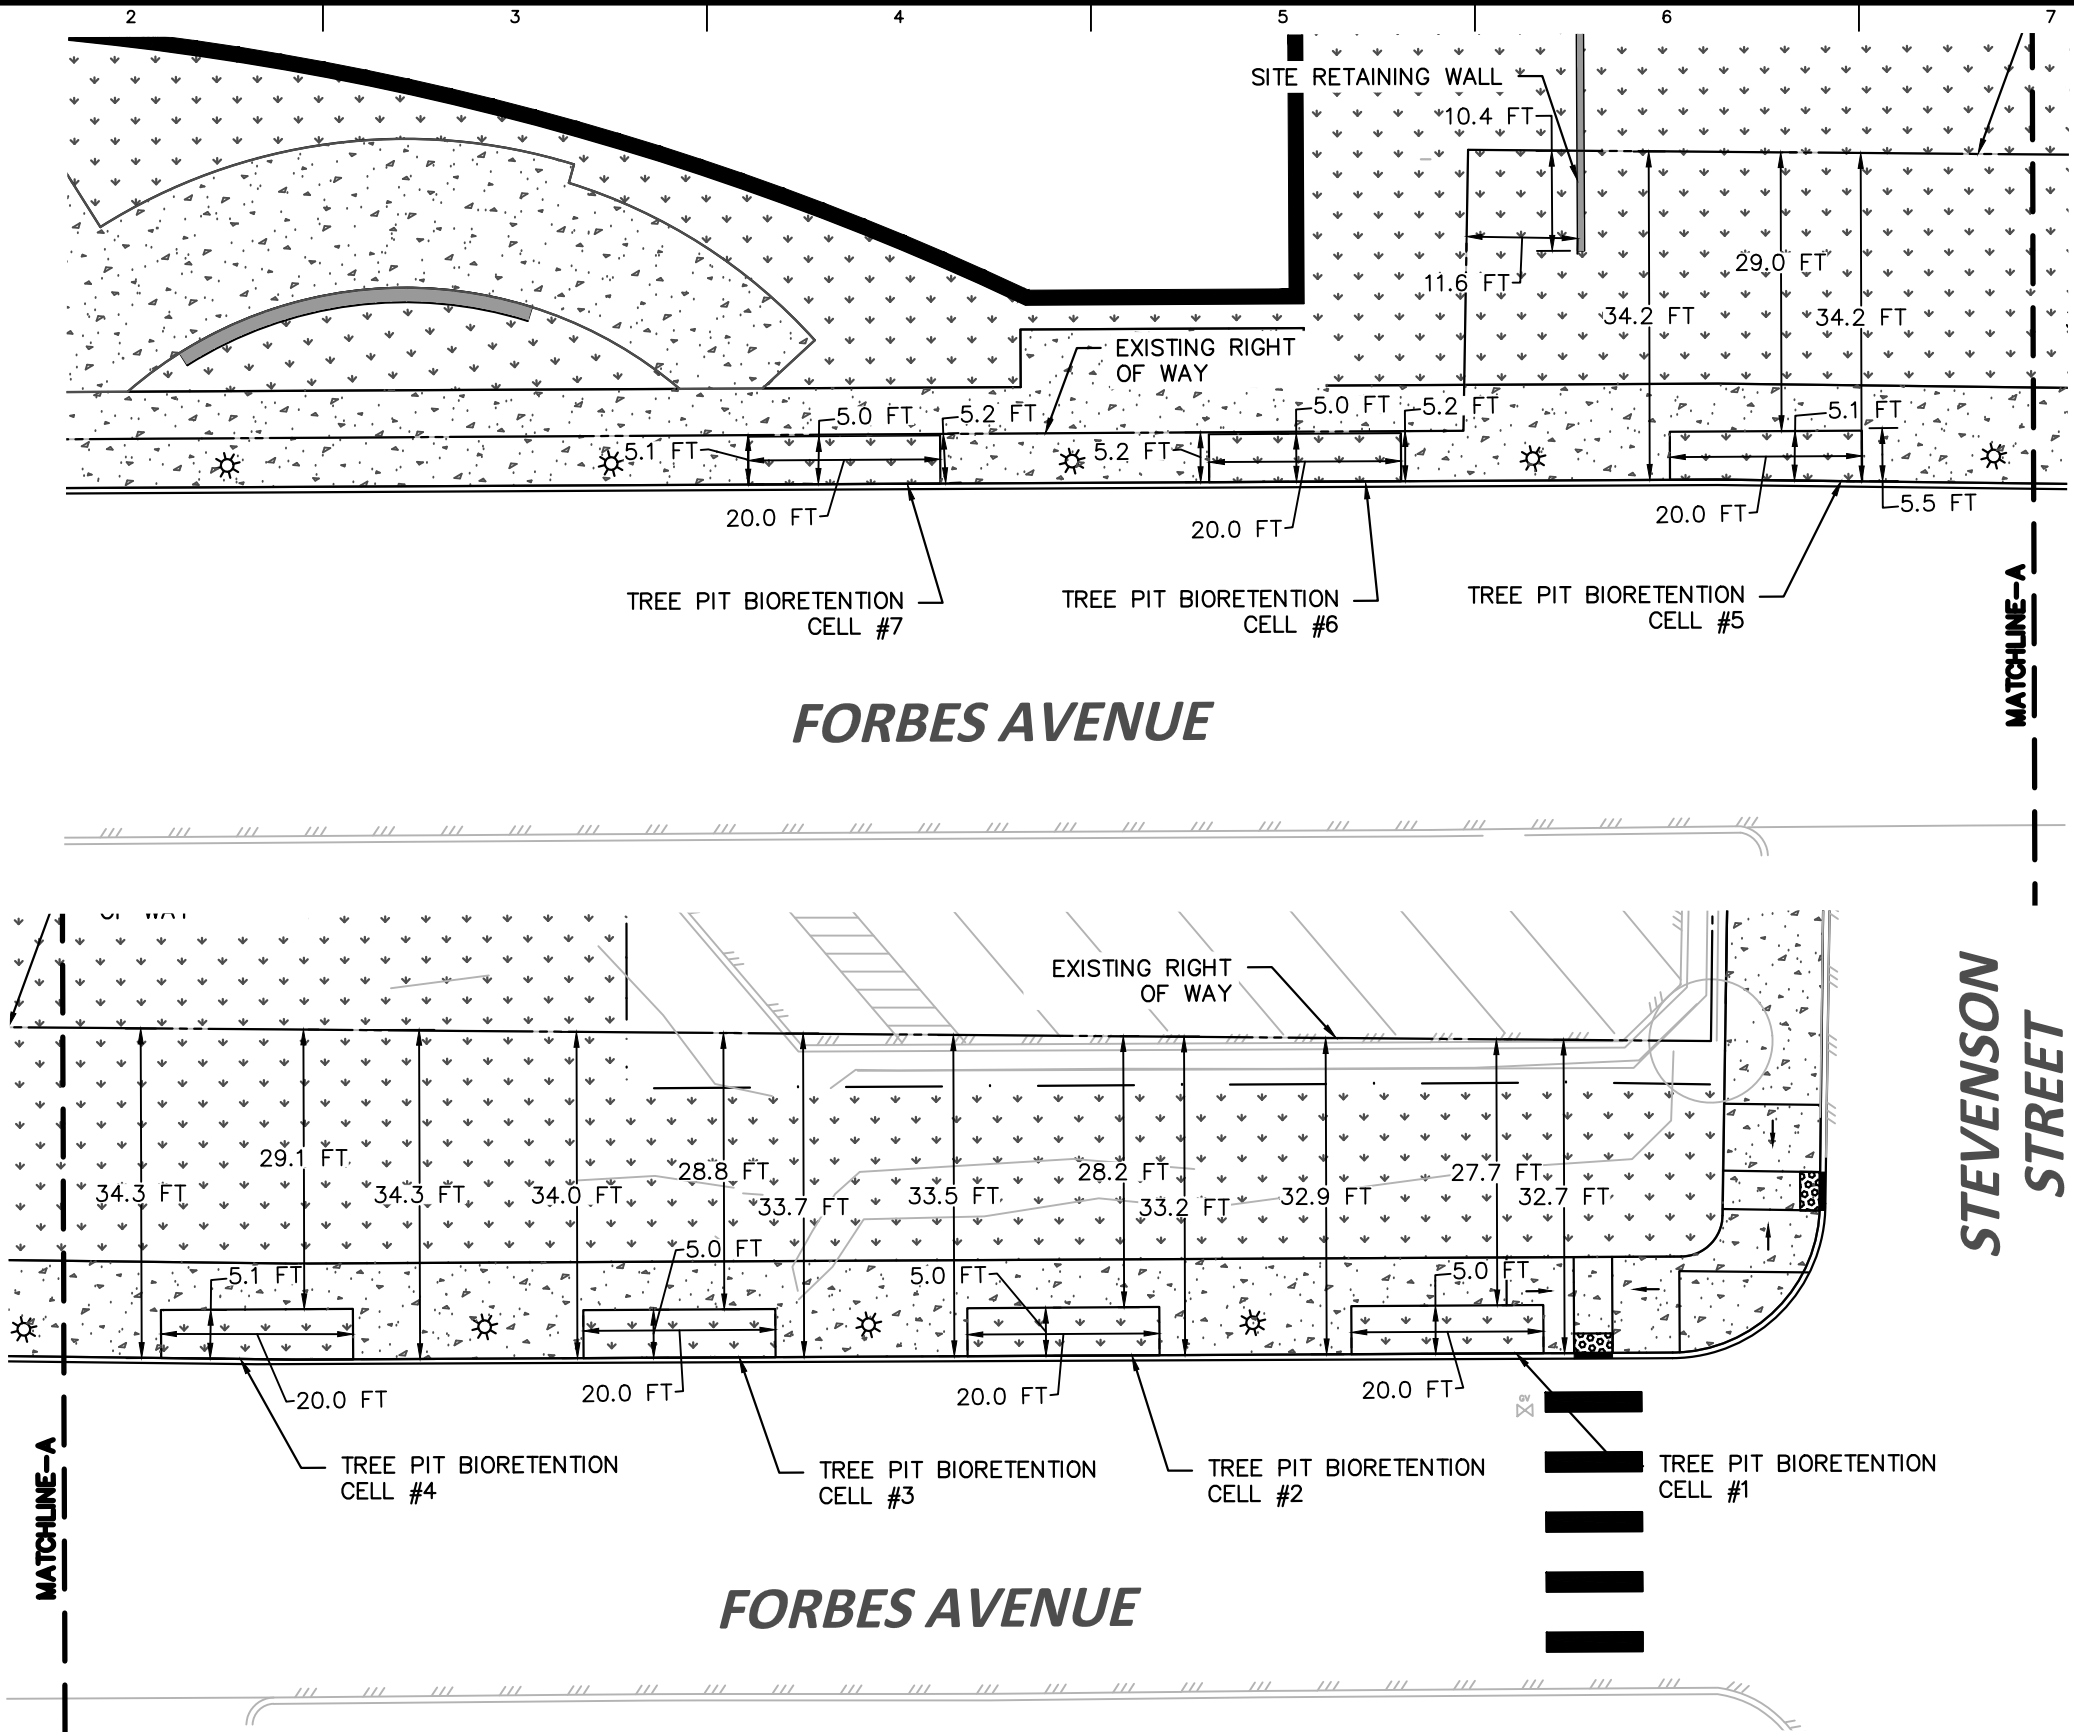 2 3 4 5 6 7
SITE RETAINING WALL
10.4 FT
11.6 FT
29.0 FT
34.2 FT
34.2 FT
EXISTING RIGHT
OF WAY
5.0 FT
5.2 FT
5.0 FT
5.2 FT
5.1 FT
5.1 FT
5.2 FT
20.0 FT
20.0 FT
20.0 FT
5.5 FT
TREE PIT BIORETENTION
CELL #7
TREE PIT BIORETENTION
CELL #6
TREE PIT BIORETENTION
CELL #5
MATCHLINE-A
FORBES AVENUE
OF WAY
EXISTING RIGHT
OF WAY
STEVENSON
STREET
34.3 FT
29.1 FT
34.3 FT
34.0 FT
28.8 FT
33.7 FT
33.5 FT
28.2 FT
33.2 FT
32.9 FT
27.7 FT
32.7 FT
5.1 FT
5.0 FT
5.0 FT
5.0 FT
20.0 FT
20.0 FT
20.0 FT
20.0 FT
GV
TREE PIT BIORETENTION
CELL #4
TREE PIT BIORETENTION
CELL #3
TREE PIT BIORETENTION
CELL #2
TREE PIT BIORETENTION
CELL #1
MATCHLINE-A
FORBES AVENUE